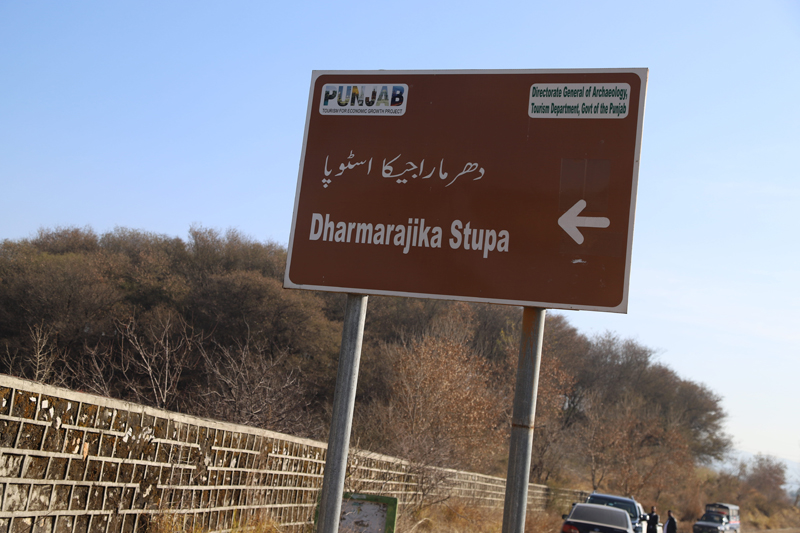 PUNJAB
TOURISM FOR ECONOMIC GROWTH PROJECT
Directorate General of Archaeology,
Tourism Department, Govt of the Punjab
دھرماراجیکا اسٹوپا
Dharmarajika Stupa